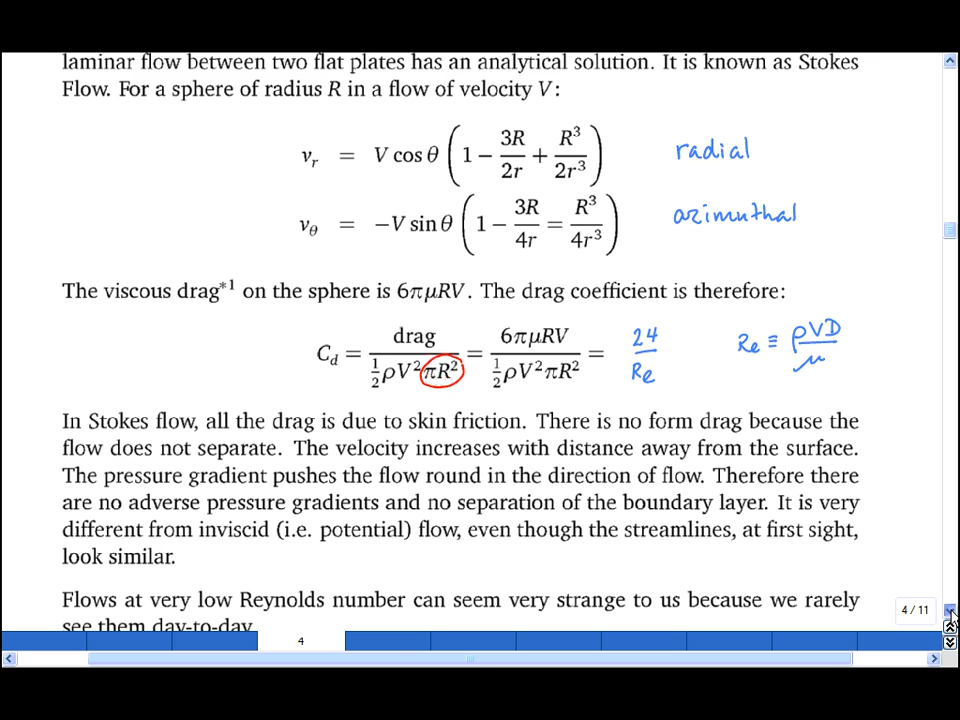 laminar flow between two flat plates has an analytical solution. It is known as Stokes
Flow. For a sphere of radius R in a flow of velocity V:
v_r = V cos θ ( 1 − 3R/2r + R³/2r³ ) radial
v_θ = −V sin θ ( 1 − 3R/4r = R³/4r³ ) azimuthal
The viscous drag*¹ on the sphere is 6πμRV. The drag coefficient is therefore:
C_d = drag / ½ρV²πR² = 6πμRV / ½ρV²πR² = 24/Re Re ≡ ρVD/μ
In Stokes flow, all the drag is due to skin friction. There is no form drag because the
flow does not separate. The velocity increases with distance away from the surface.
The pressure gradient pushes the flow round in the direction of flow. Therefore there
are no adverse pressure gradients and no separation of the boundary layer. It is very
different from inviscid (i.e. potential) flow, even though the streamlines, at first sight,
look similar.
Flows at very low Reynolds number can seem very strange to us because we rarely
see them day-to-day.
4 / 11
4